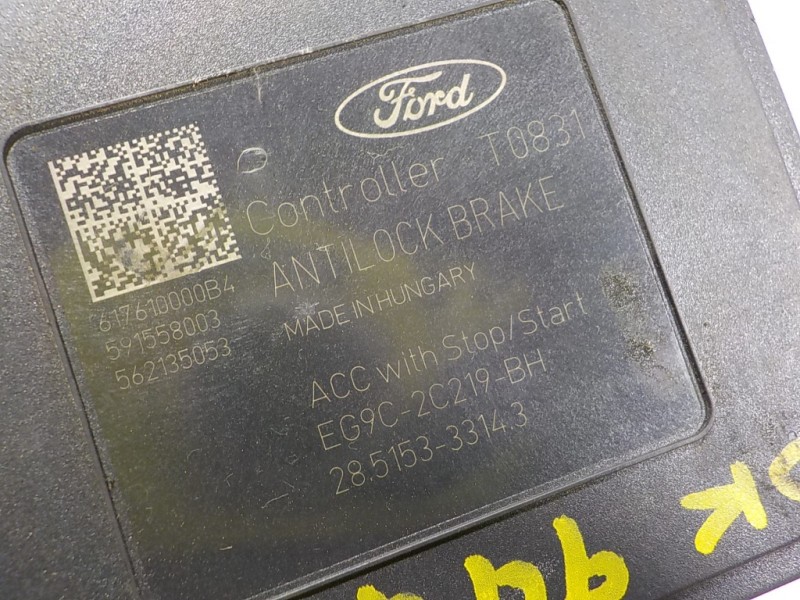 Ford
Controller T0831
ANTILOCK BRAKE
MADE IN HUNGARY
617610000B4
591558003
562135053
ACC with Stop/Start
EG9C-2C219-BH
28.5153-3314.3
OK